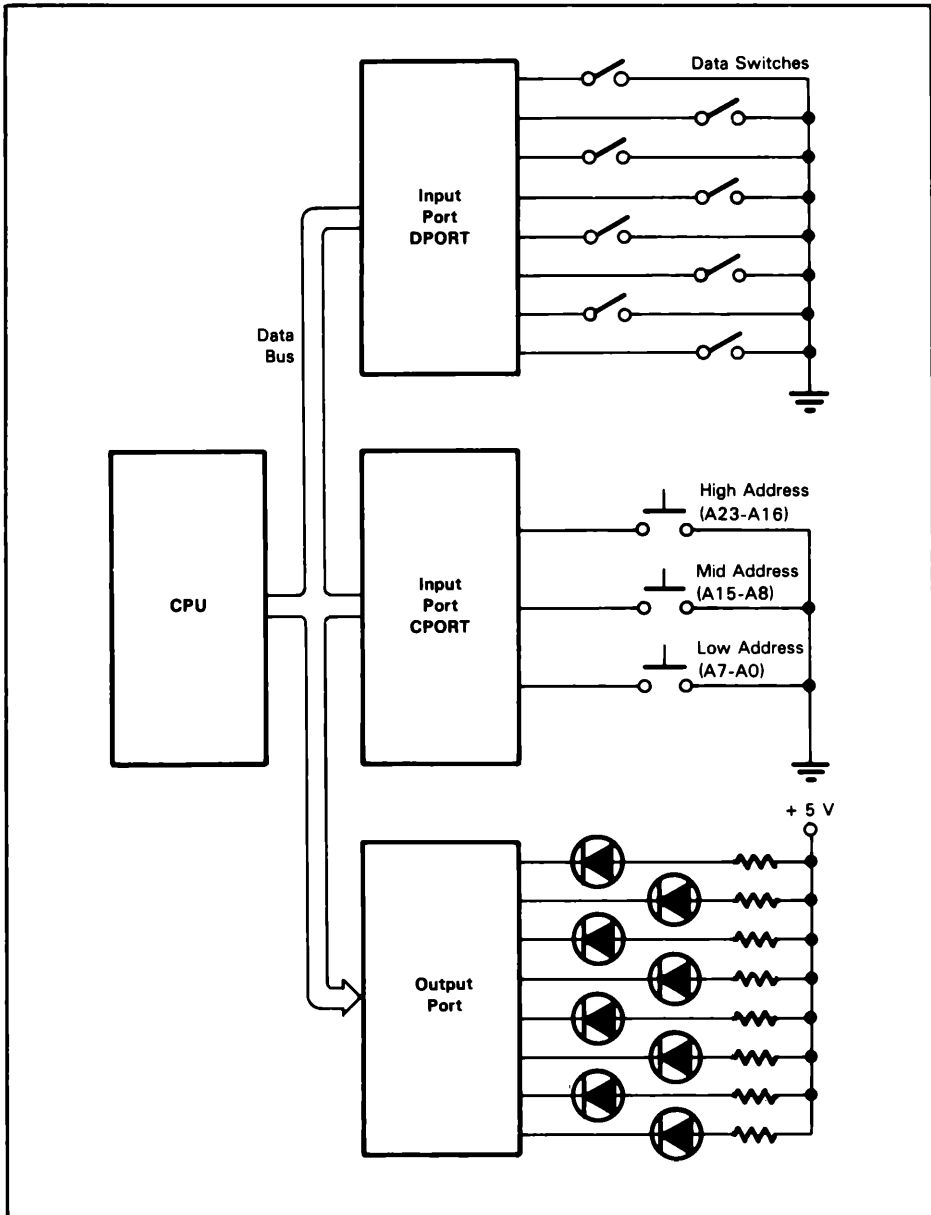 Data Switches
Input
Port
DPORT
Data
Bus
High Address
(A23-A16)
CPU
Input
Port
CPORT
Mid Address
(A15-A8)
Low Address
(A7-A0)
+ 5 V
Output
Port